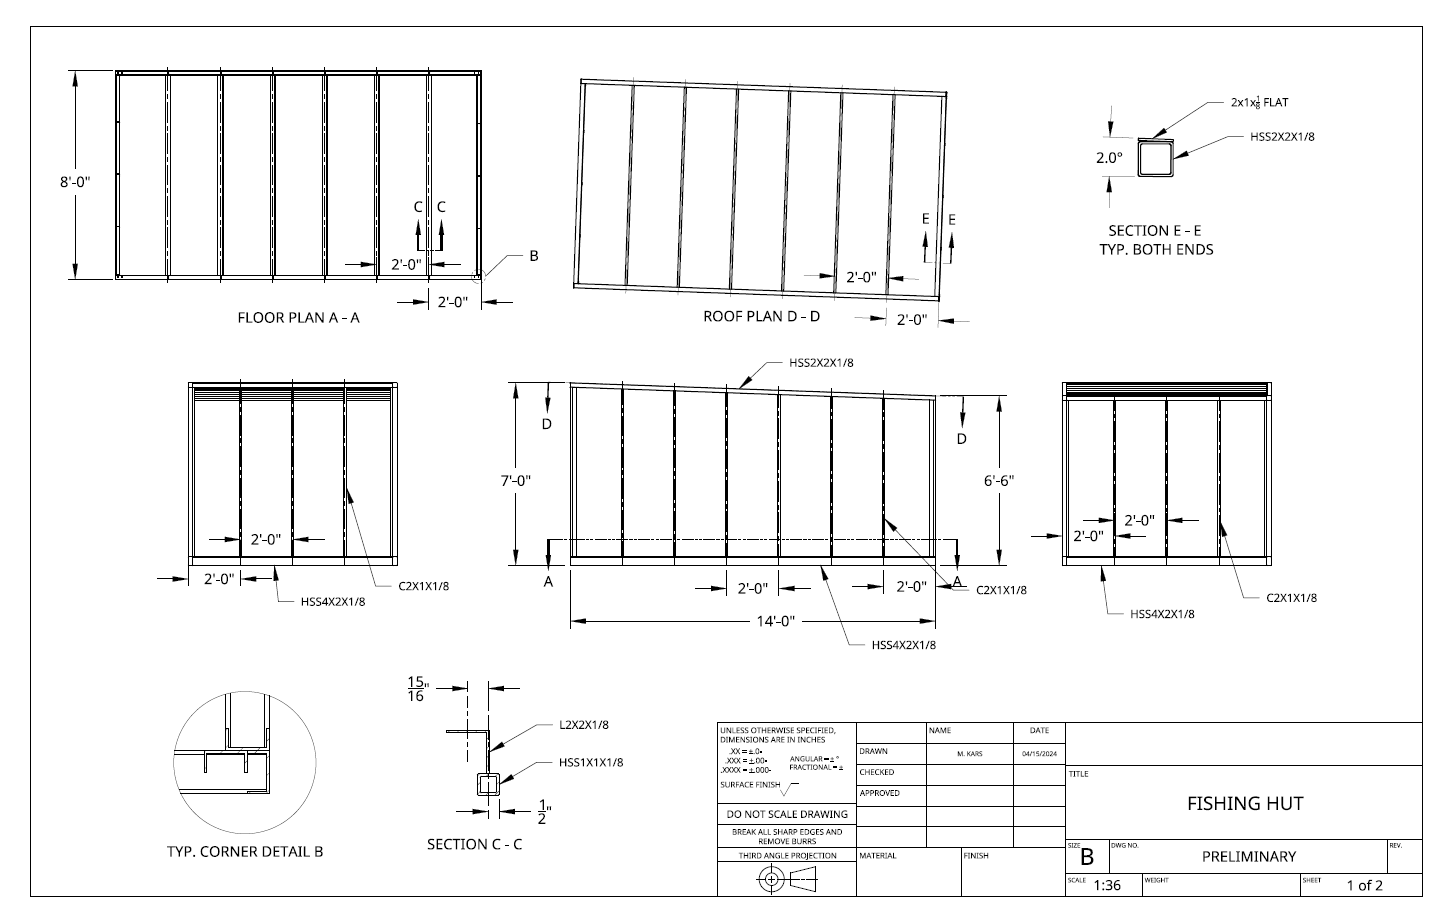 8'-0"
C C
2'-0"
B
2'-0"
FLOOR PLAN A - A
E E
2'-0"
2'-0"
ROOF PLAN D - D
2x1x1/8 FLAT
HSS2X2X1/8
2.0°
SECTION E - E
TYP. BOTH ENDS
2'-0"
2'-0"
C2X1X1/8
HSS4X2X1/8
HSS2X2X1/8
D
D
7'-0"
6'-6"
A
A
2'-0"
2'-0"
C2X1X1/8
14'-0"
HSS4X2X1/8
2'-0"
2'-0"
C2X1X1/8
HSS4X2X1/8
TYP. CORNER DETAIL B
15/16"
L2X2X1/8
HSS1X1X1/8
1/2"
SECTION C - C
UNLESS OTHERWISE SPECIFIED,
DIMENSIONS ARE IN INCHES
.XX = ±.0-
.XXX = ±.00-
.XXXX = ±.000-
ANGULAR = ± °
FRACTIONAL = ±
SURFACE FINISH
DO NOT SCALE DRAWING
BREAK ALL SHARP EDGES AND
REMOVE BURRS
THIRD ANGLE PROJECTION
NAME DATE
DRAWN M. KARS 04/15/2024
CHECKED
APPROVED
MATERIAL FINISH
TITLE
FISHING HUT
SIZE B
DWG NO. PRELIMINARY
REV.
SCALE 1:36
WEIGHT
SHEET 1 of 2